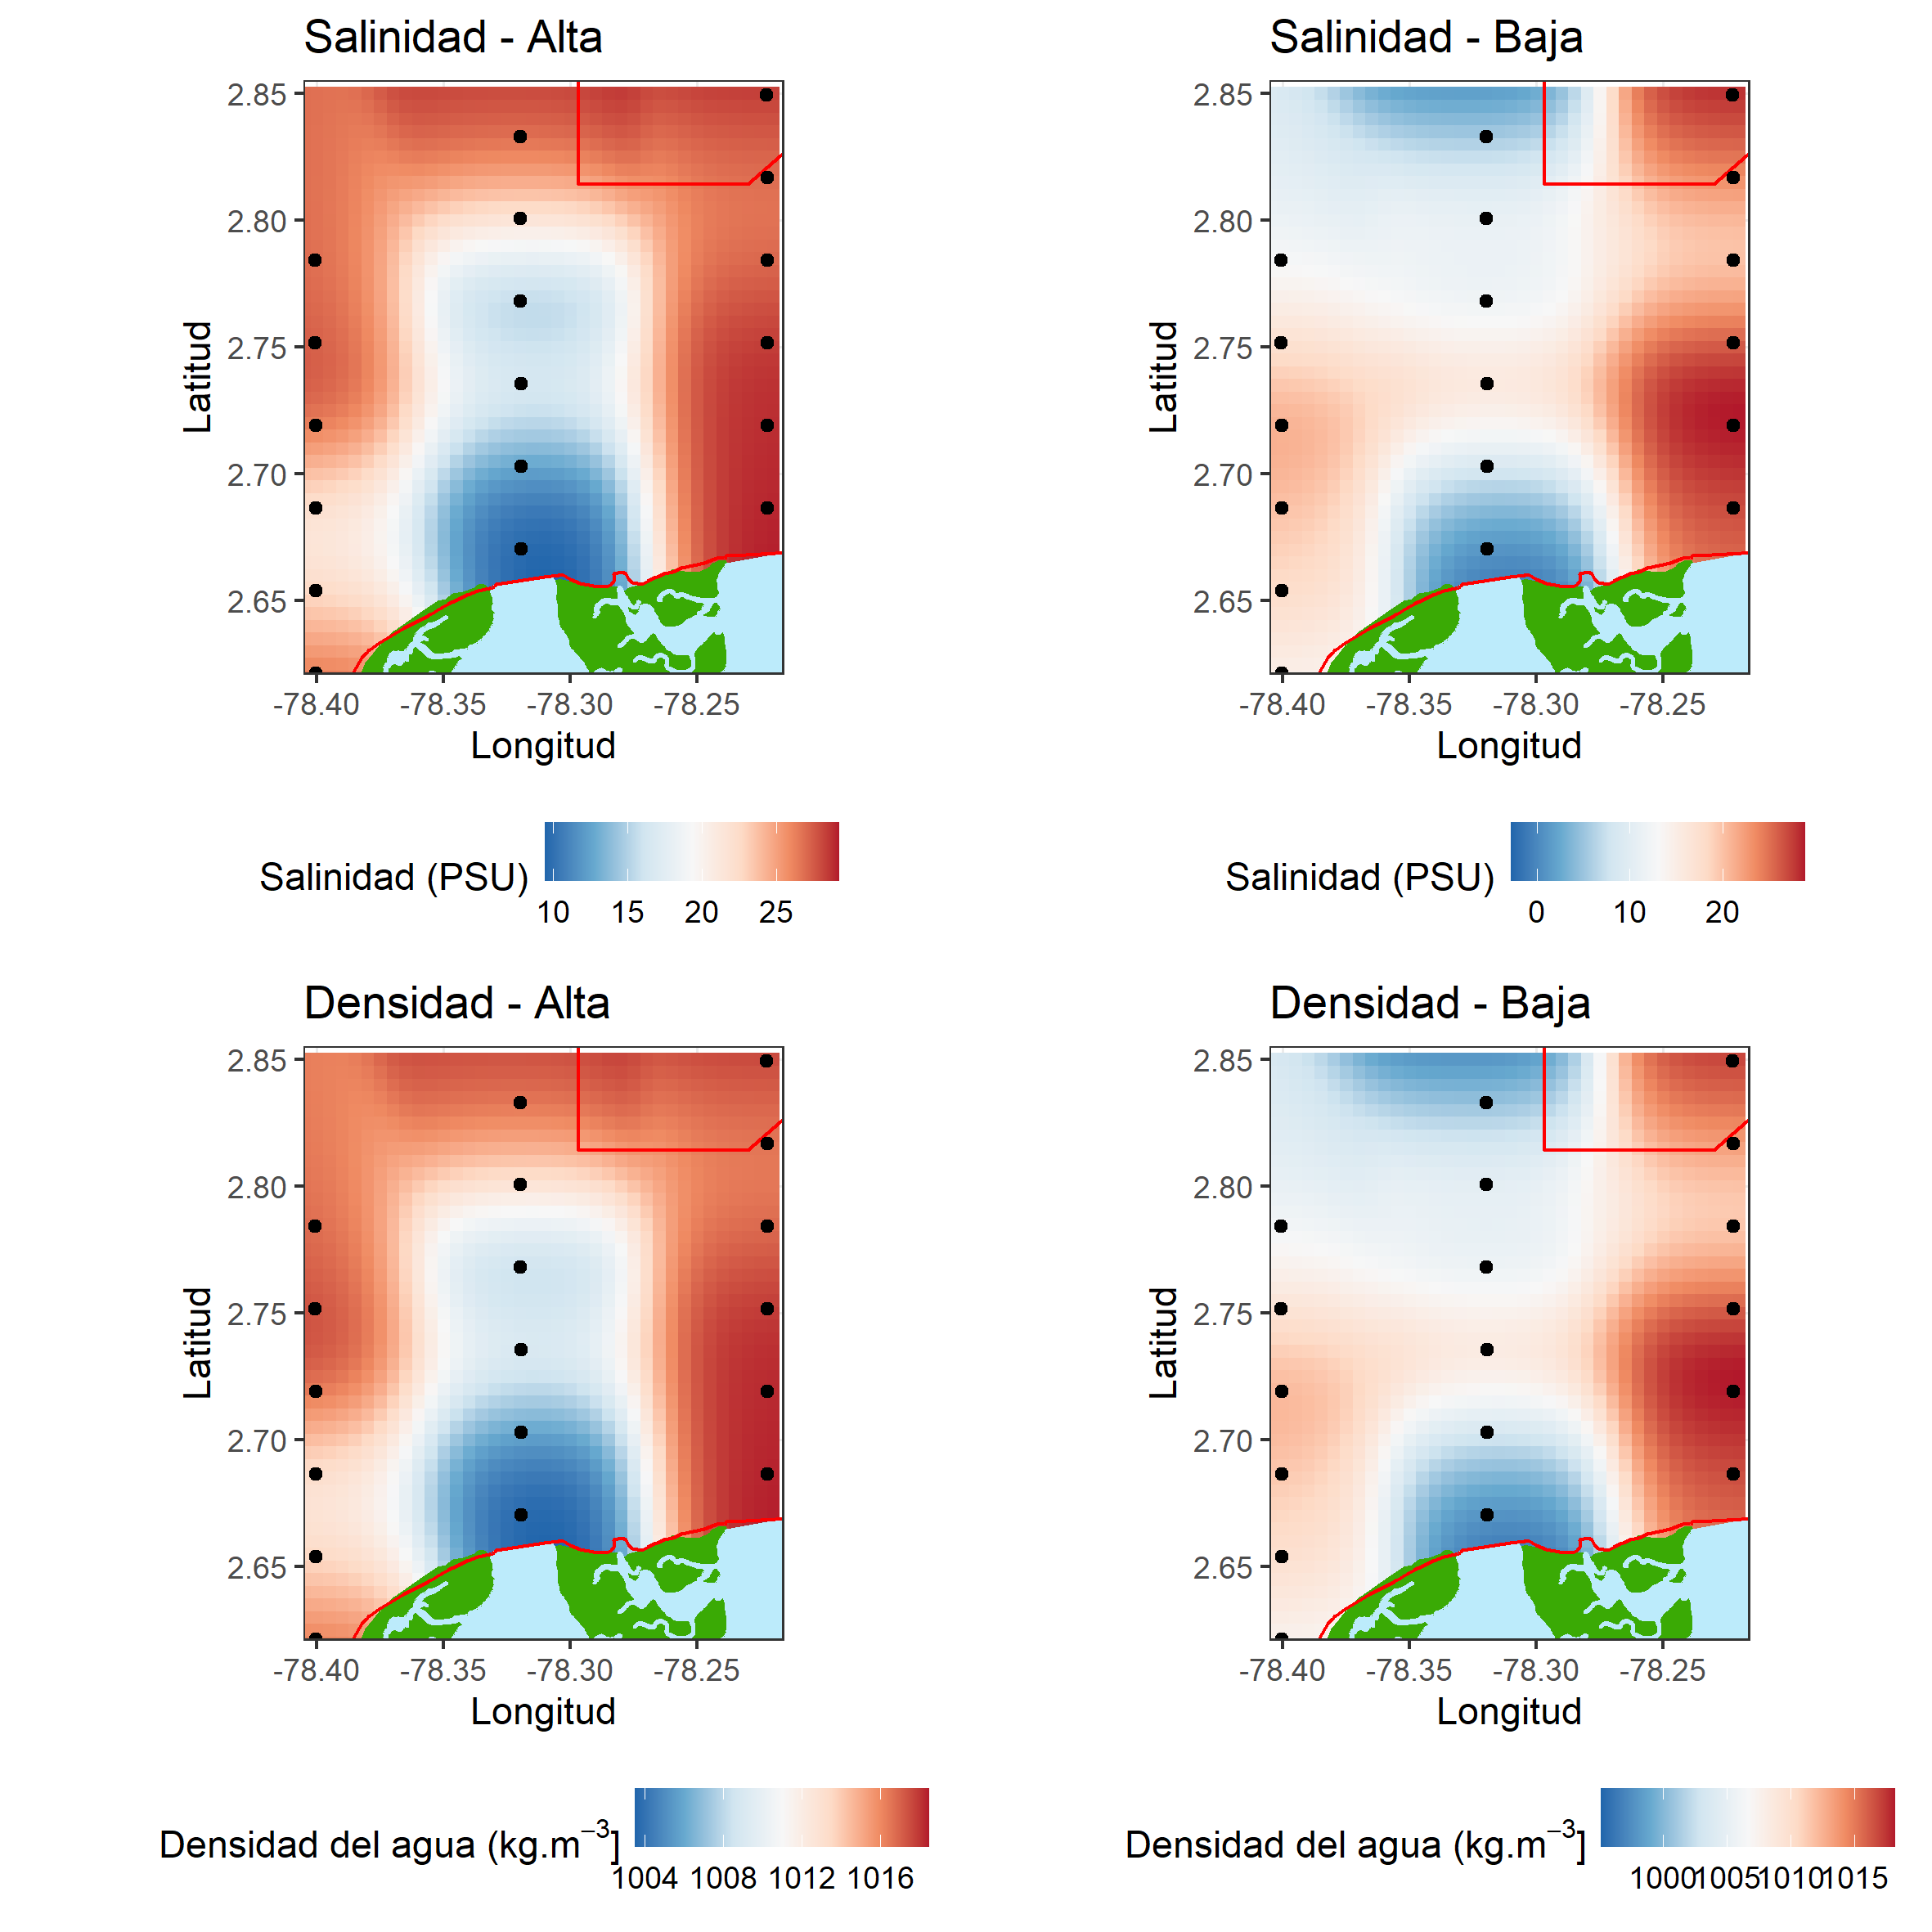 Salinidad - Alta
2.85
2.80
2.75
2.70
2.65
Latitud
-78.40 -78.35 -78.30 -78.25
Longitud
Salinidad (PSU)
10 15 20 25
Salinidad - Baja
2.85
2.80
2.75
2.70
2.65
Latitud
-78.40 -78.35 -78.30 -78.25
Longitud
Salinidad (PSU)
0 10 20
Densidad - Alta
2.85
2.80
2.75
2.70
2.65
Latitud
-78.40 -78.35 -78.30 -78.25
Longitud
Densidad del agua (kg.m⁻³]
1004 1008 1012 1016
Densidad - Baja
2.85
2.80
2.75
2.70
2.65
Latitud
-78.40 -78.35 -78.30 -78.25
Longitud
Densidad del agua (kg.m⁻³]
1000 1005 1010 1015